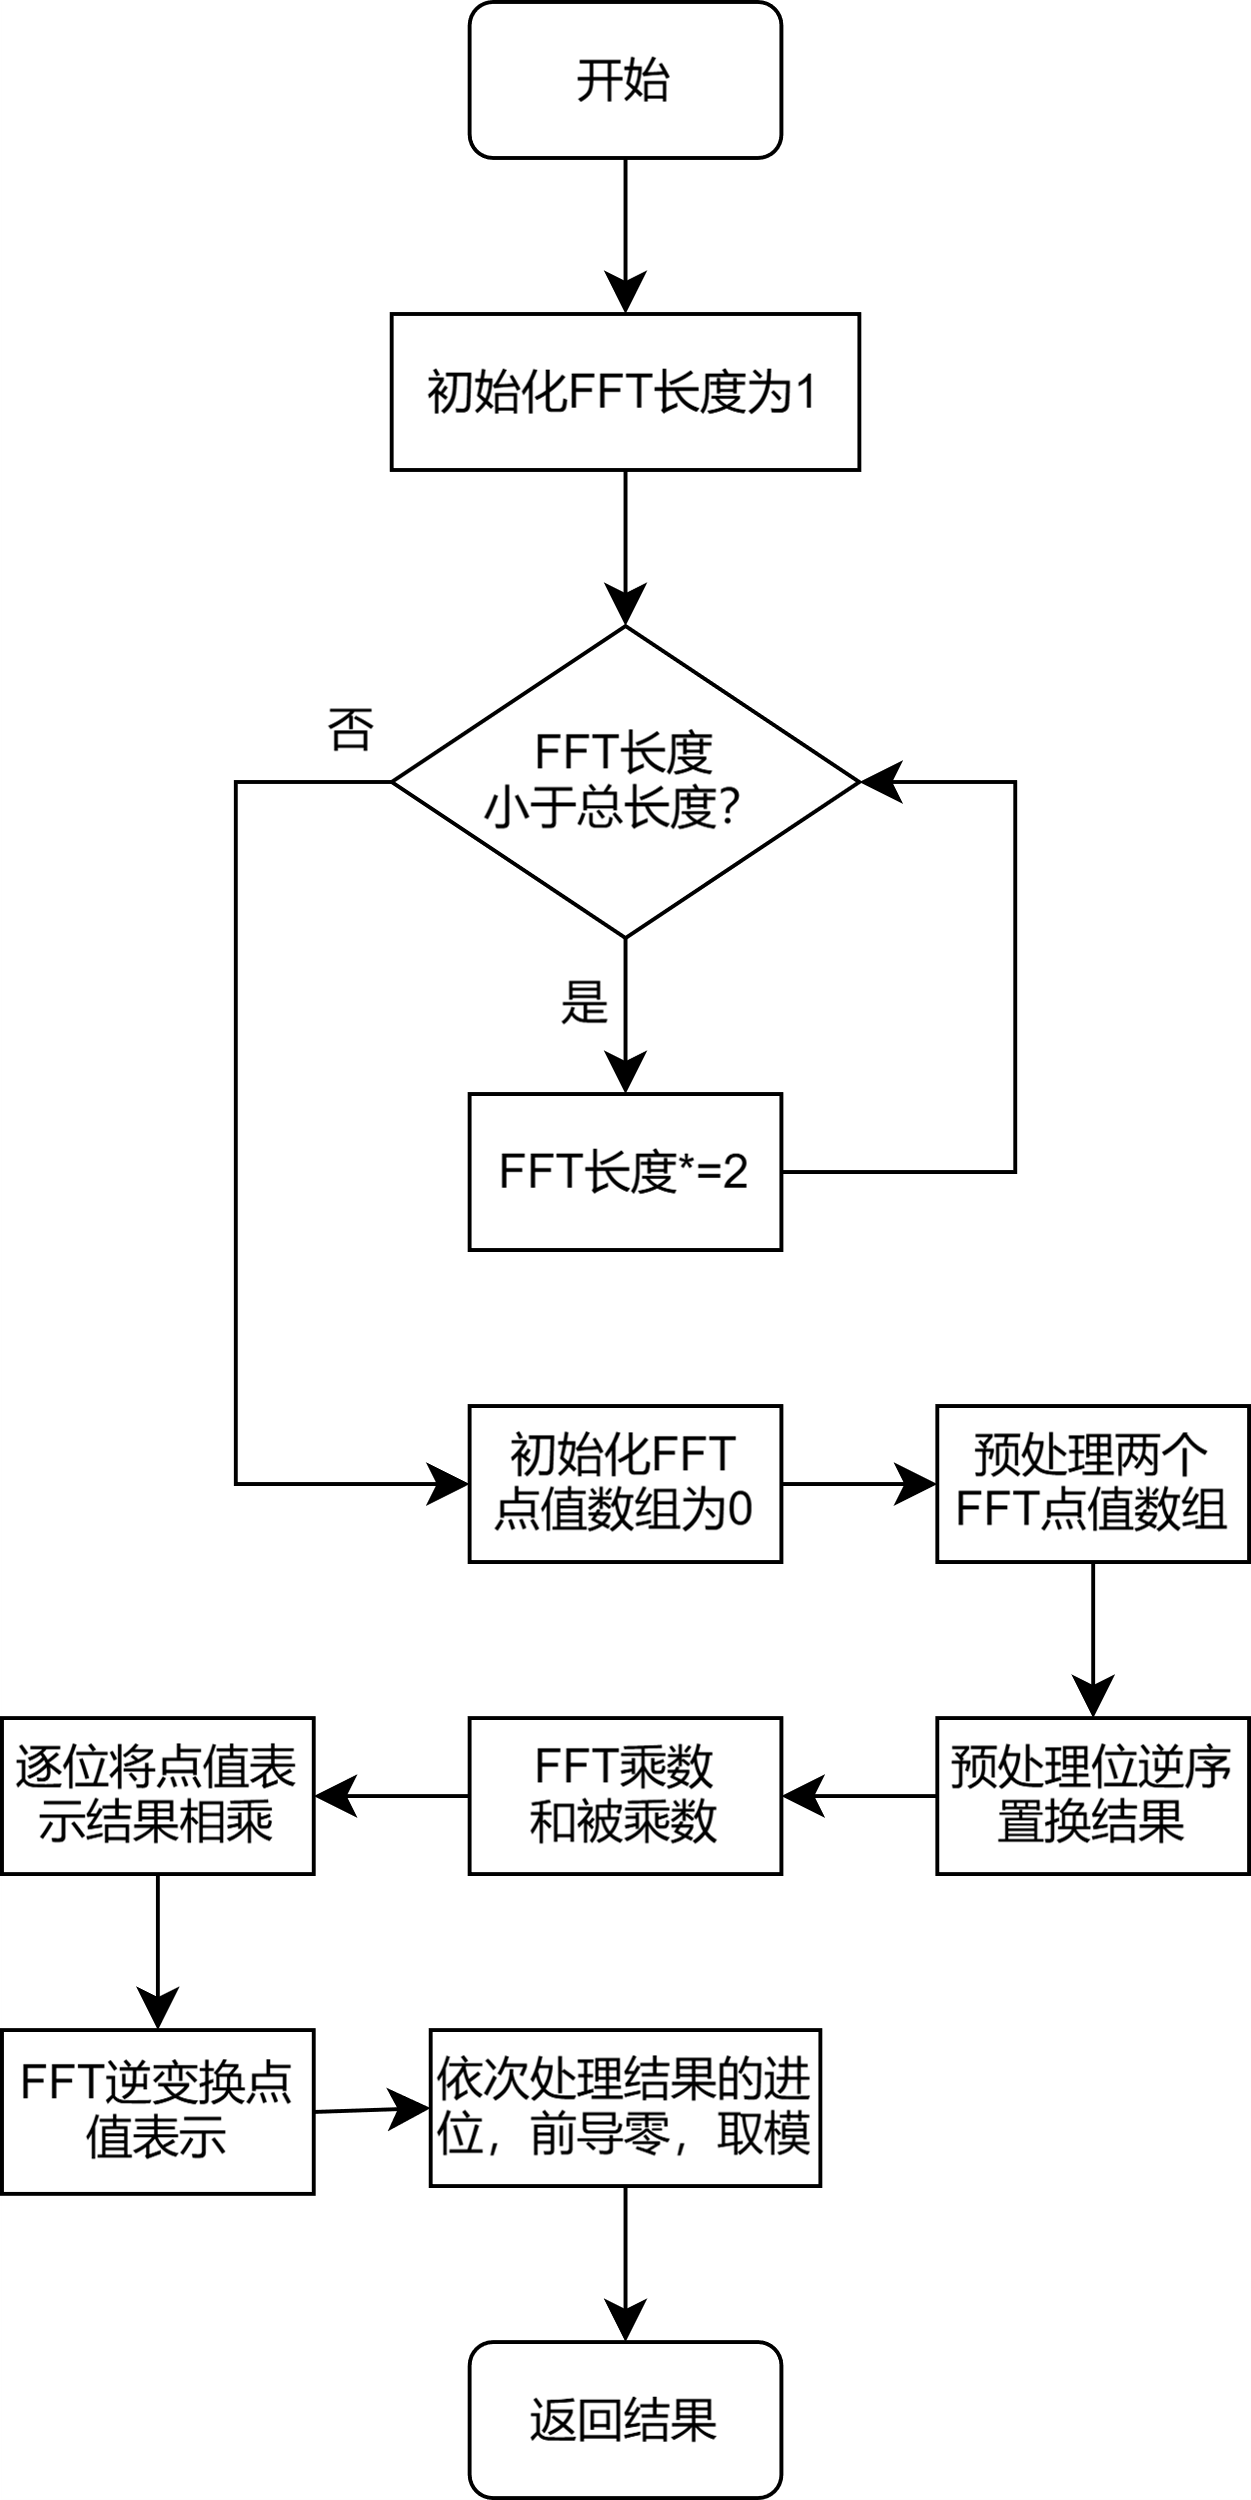 开始
初始化FFT长度为1
否
FFT长度
小于总长度?
是
FFT长度*=2
初始化FFT
点值数组为0
预处理两个
FFT点值数组
预处理位逆序
置换结果
FFT乘数
和被乘数
逐位将点值表
示结果相乘
FFT逆变换点
值表示
依次处理结果的进
位，前导零，取模
返回结果